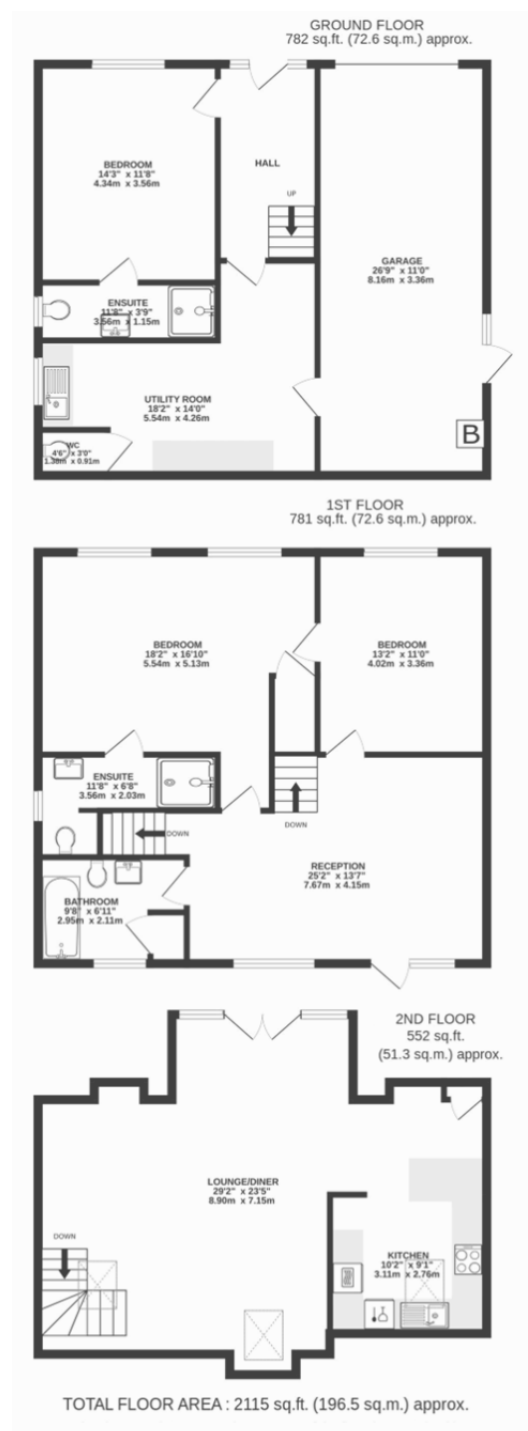 GROUND FLOOR
782 sq.ft. (72.6 sq.m.) approx.
BEDROOM
14'3" x 11'8"
4.34m x 3.56m
HALL
UP
GARAGE
26'9" x 11'0"
8.16m x 3.36m
ENSUITE
11'8" x 3'9"
3.56m x 1.15m
UTILITY ROOM
18'2" x 14'0"
5.54m x 4.26m
B
WC
4'6" x 3'0"
1.38m x 0.91m
1ST FLOOR
781 sq.ft. (72.6 sq.m.) approx.
BEDROOM
18'2" x 16'10"
5.54m x 5.13m
BEDROOM
13'2" x 11'0"
4.02m x 3.36m
ENSUITE
11'8" x 6'8"
3.56m x 2.03m
DOWN
DOWN
RECEPTION
25'2" x 13'7"
7.67m x 4.15m
BATHROOM
9'8" x 6'11"
2.95m x 2.11m
2ND FLOOR
552 sq.ft.
(51.3 sq.m.) approx.
LOUNGE/DINER
29'2" x 23'5"
8.90m x 7.15m
DOWN
KITCHEN
10'2" x 9'1"
3.11m x 2.76m
TOTAL FLOOR AREA : 2115 sq.ft. (196.5 sq.m.) approx.